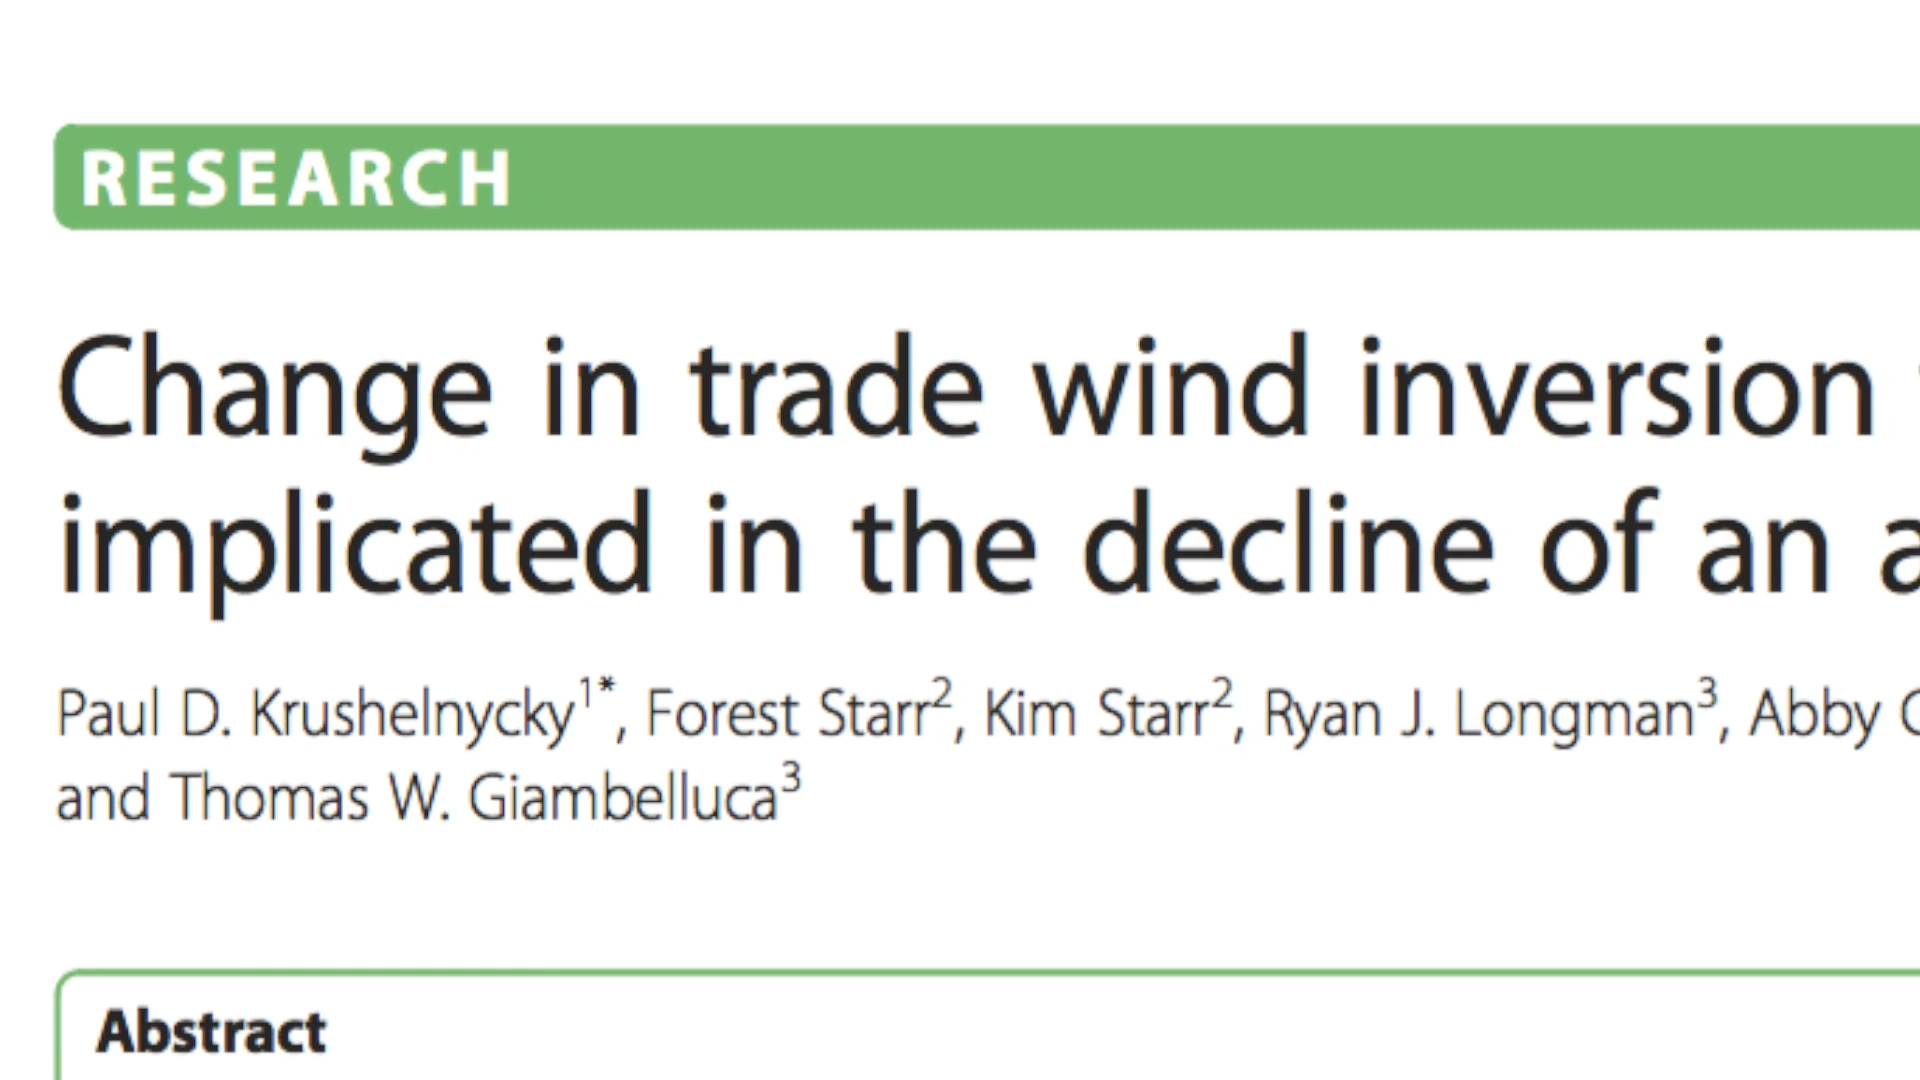 RESEARCH
Change in trade wind inversion
implicated in the decline of an
Paul D. Krushelnycky1*, Forest Starr2, Kim Starr2, Ryan J. Longman3, Abby
and Thomas W. Giambelluca3
Abstract